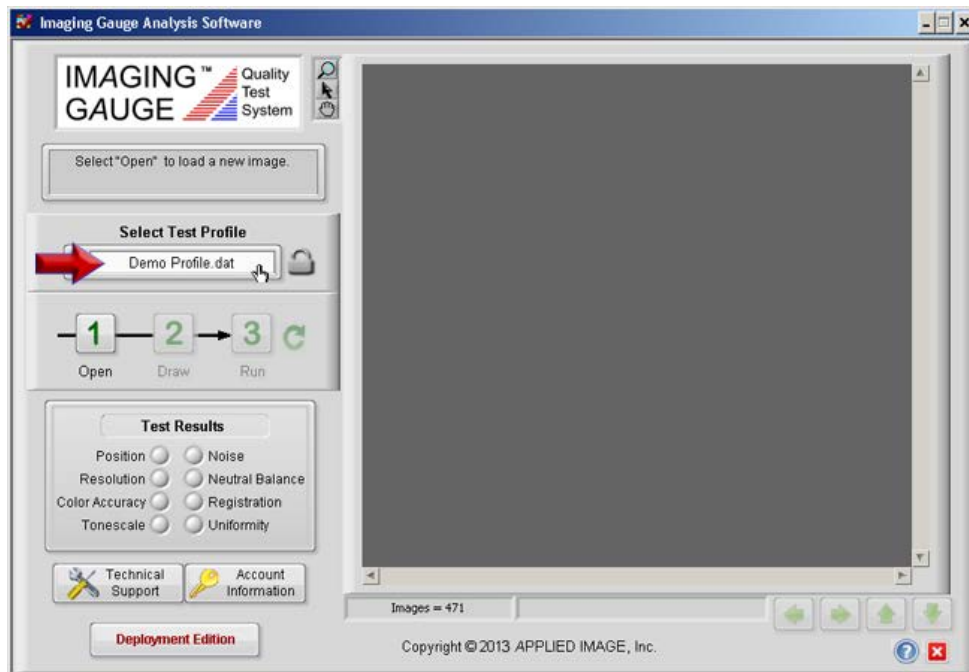 Imaging Gauge Analysis Software
IMAGING™
GAUGE
Quality
Test
System
Select "Open" to load a new image.
Select Test Profile
Demo Profile.dat
1
2
3
Open
Draw
Run
Test Results
Position
Noise
Resolution
Neutral Balance
Color Accuracy
Registration
Tonescale
Uniformity
Technical
Support
Account
Information
Deployment Edition
Images = 471
Copyright © 2013 APPLIED IMAGE, Inc.
?